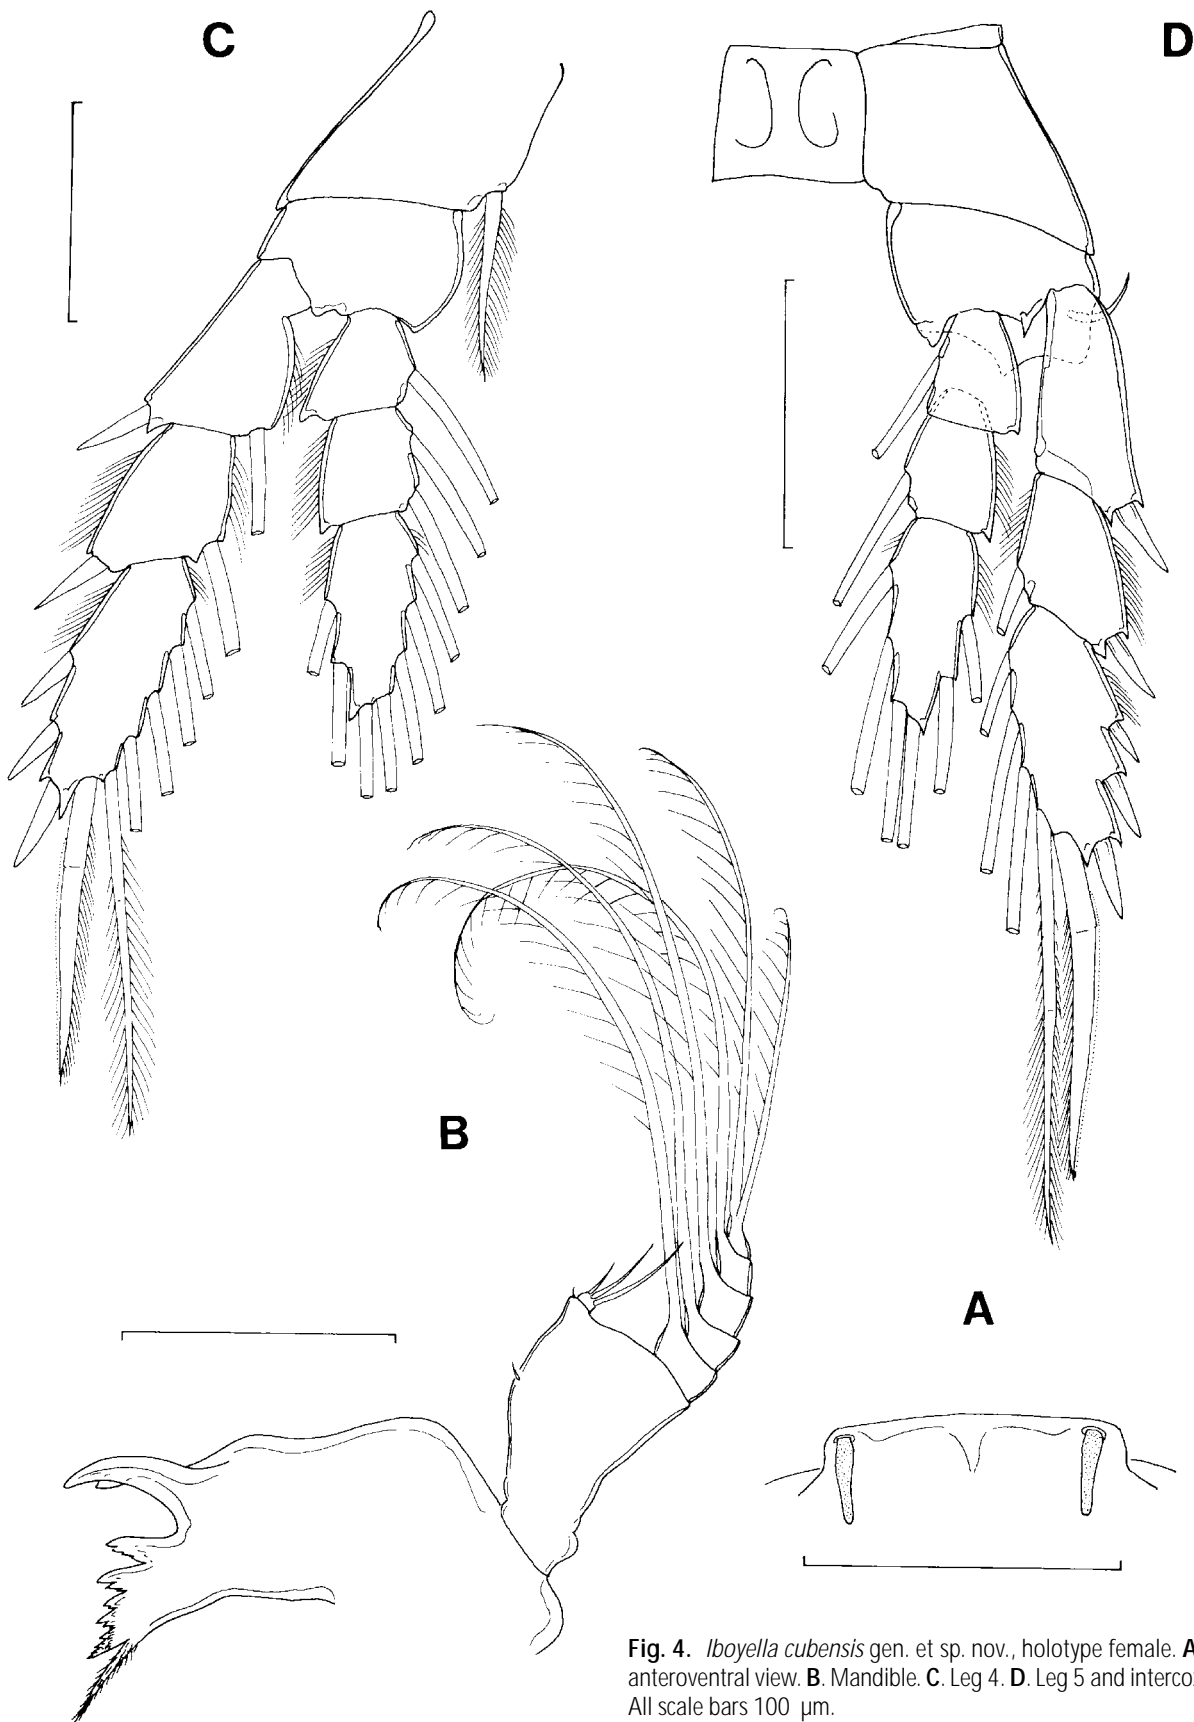 C
D
B
A
Fig. 4. Iboyella cubensis gen. et sp. nov., holotype female. A
anteroventral view. B. Mandible. C. Leg 4. D. Leg 5 and
All scale bars 100 μm.